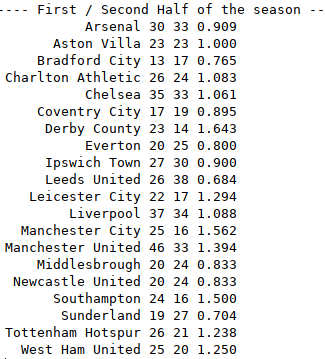 ---- First / Second Half of the season --
Arsenal 30 33 0.909
Aston Villa 23 23 1.000
Bradford City 13 17 0.765
Charlton Athletic 26 24 1.083
Chelsea 35 33 1.061
Coventry City 17 19 0.895
Derby County 23 14 1.643
Everton 20 25 0.800
Ipswich Town 27 30 0.900
Leeds United 26 38 0.684
Leicester City 22 17 1.294
Liverpool 37 34 1.088
Manchester City 25 16 1.562
Manchester United 46 33 1.394
Middlesbrough 20 24 0.833
Newcastle United 20 24 0.833
Southampton 24 16 1.500
Sunderland 19 27 0.704
Tottenham Hotspur 26 21 1.238
West Ham United 25 20 1.250